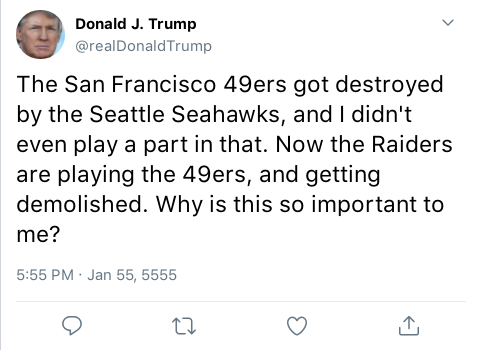 Donald J. Trump
@realDonaldTrump
The San Francisco 49ers got destroyed
by the Seattle Seahawks, and I didn't
even play a part in that. Now the Raiders
are playing the 49ers, and getting
demolished. Why is this so important to
me?
5:55 PM · Jan 55, 5555